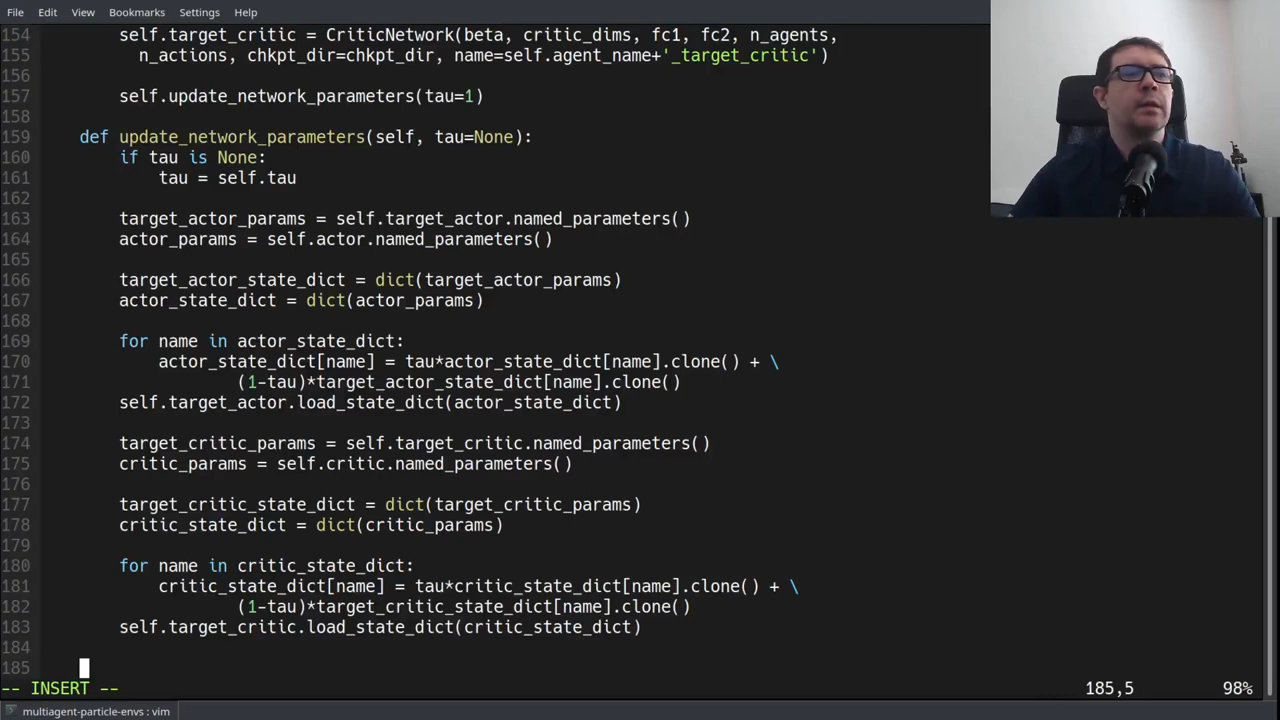 File Edit View Bookmarks Settings Help
154 self.target_critic = CriticNetwork(beta, critic_dims, fc1, fc2, n_agents,
155 n_actions, chkpt_dir=chkpt_dir, name=self.agent_name+'_target_critic')
156
157 self.update_network_parameters(tau=1)
158
159 def update_network_parameters(self, tau=None):
160 if tau is None:
161 tau = self.tau
162
163 target_actor_params = self.target_actor.named_parameters()
164 actor_params = self.actor.named_parameters()
165
166 target_actor_state_dict = dict(target_actor_params)
167 actor_state_dict = dict(actor_params)
168
169 for name in actor_state_dict:
170 actor_state_dict[name] = tau*actor_state_dict[name].clone() + \
171 (1-tau)*target_actor_state_dict[name].clone()
172 self.target_actor.load_state_dict(actor_state_dict)
173
174 target_critic_params = self.target_critic.named_parameters()
175 critic_params = self.critic.named_parameters()
176
177 target_critic_state_dict = dict(target_critic_params)
178 critic_state_dict = dict(critic_params)
179
180 for name in critic_state_dict:
181 critic_state_dict[name] = tau*critic_state_dict[name].clone() + \
182 (1-tau)*target_critic_state_dict[name].clone()
183 self.target_critic.load_state_dict(critic_state_dict)
184
185
-- INSERT -- 185,5 98%
multiagent-particle-envs : vim